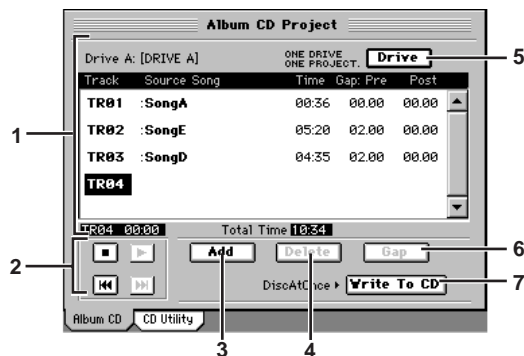 Album CD Project
Drive A: [DRIVE A]
ONE DRIVE
ONE PROJECT.
Drive
5
Track Source Song Time Gap: Pre Post
TR01 :SongA 00:36 00.00 00.00
1
TR02 :SongE 05:20 02.00 00.00
TR03 :SongD 04:35 02.00 00.00
TR04
TR04 00:00 Total Time 10:34
Add Delete Gap
6
2
DiscAtOnce Write To CD
7
Album CD CD Utility
3 4